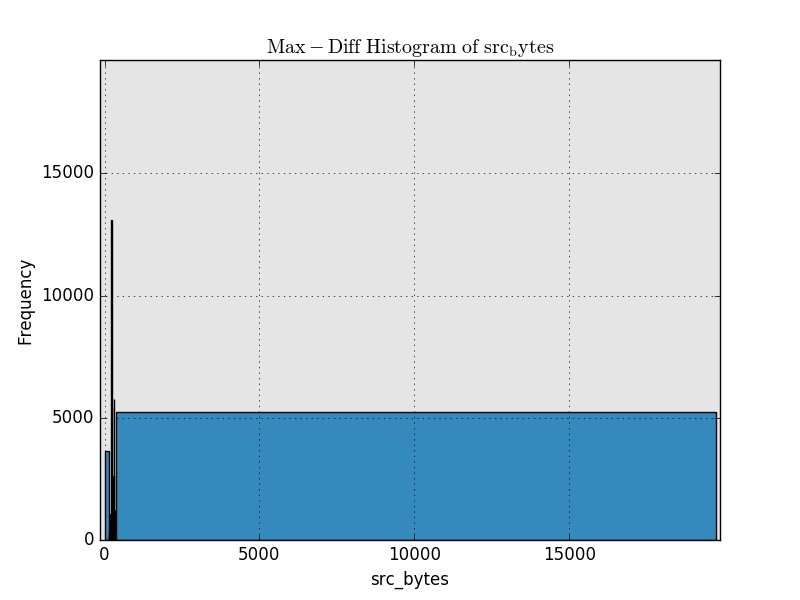 Max − Diff Histogram of src_bytes
15000
10000
5000
0
Frequency
0 5000 10000 15000
src_bytes